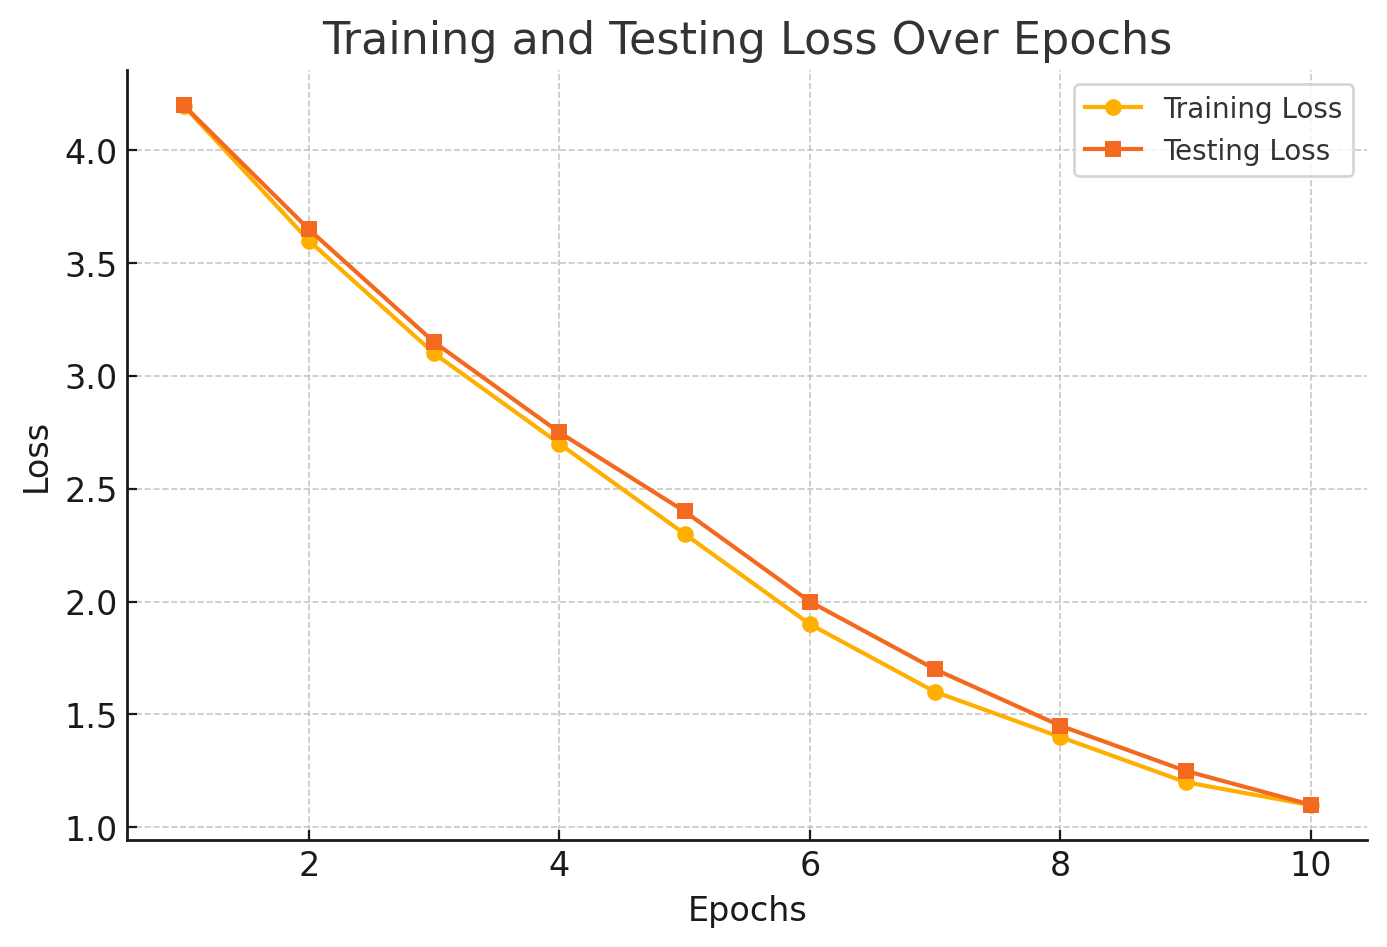 Training and Testing Loss Over Epochs
Training Loss
Testing Loss
4.0
3.5
3.0
2.5
2.0
1.5
1.0
Loss
2 4 6 8 10
Epochs